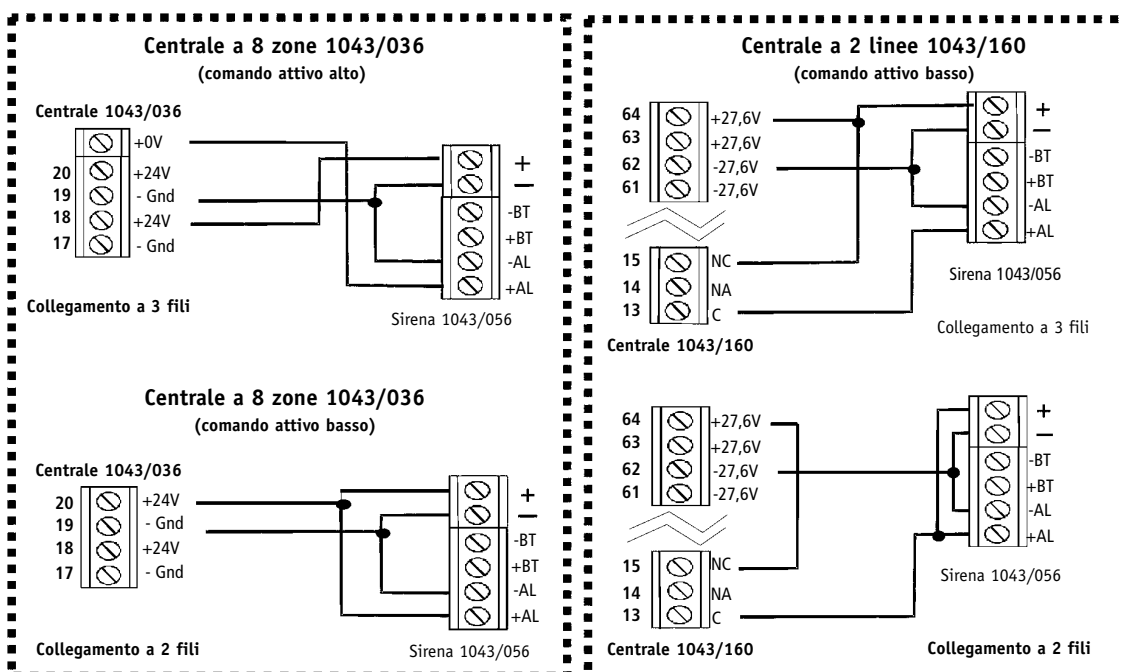 Centrale a 8 zone 1043/036
(comando attivo alto)
Centrale 1043/036
+0V
20 +24V
19 - Gnd
18 +24V
17 - Gnd
+
−
-BT
+BT
-AL
+AL
Collegamento a 3 fili
Sirena 1043/056
Centrale a 8 zone 1043/036
(comando attivo basso)
Centrale 1043/036
20 +24V
19 - Gnd
18 +24V
17 - Gnd
+
−
-BT
+BT
-AL
+AL
Collegamento a 2 fili
Sirena 1043/056
Centrale a 2 linee 1043/160
(comando attivo basso)
64 +27,6V
63 +27,6V
62 -27,6V
61 -27,6V
15 NC
14 NA
13 C
+
−
-BT
+BT
-AL
+AL
Sirena 1043/056
Collegamento a 3 fili
Centrale 1043/160
64 +27,6V
63 +27,6V
62 -27,6V
61 -27,6V
15 NC
14 NA
13 C
+
−
-BT
+BT
-AL
+AL
Sirena 1043/056
Centrale 1043/160
Collegamento a 2 fili